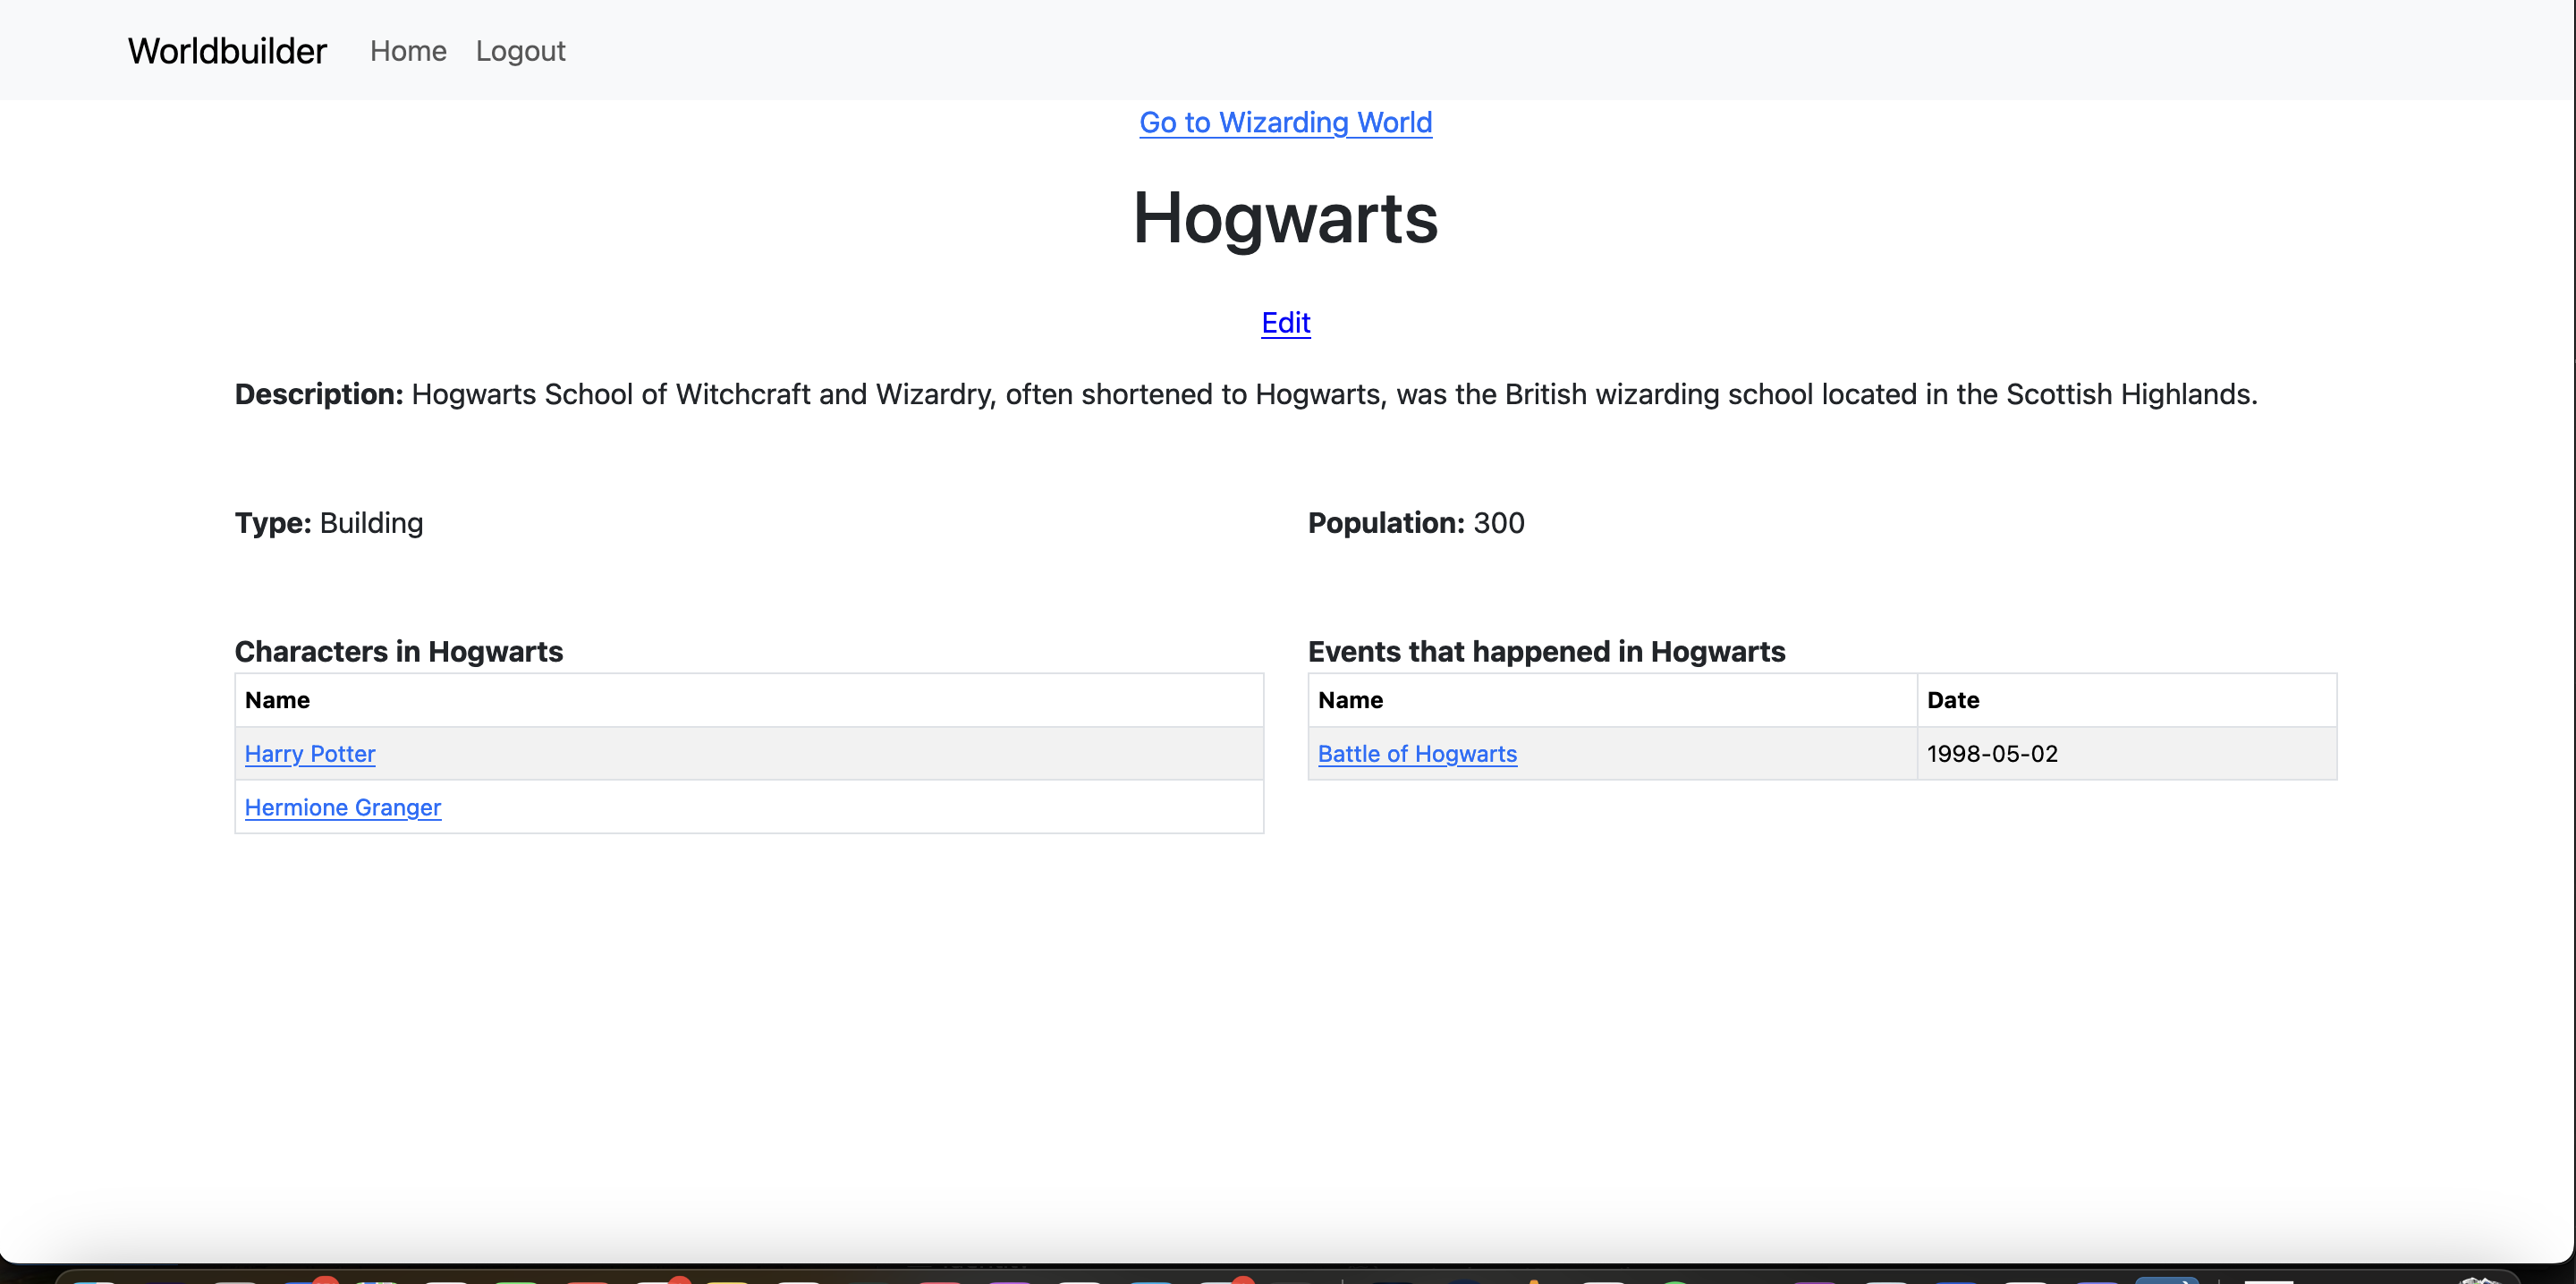 Worldbuilder Home Logout
Go to Wizarding World
Hogwarts
Edit
Description: Hogwarts School of Witchcraft and Wizardry, often shortened to Hogwarts, was the British wizarding school located in the Scottish Highlands.
Type: Building
Population: 300
Characters in Hogwarts
Name
Harry Potter
Hermione Granger
Events that happened in Hogwarts
Name Date
Battle of Hogwarts 1998-05-02